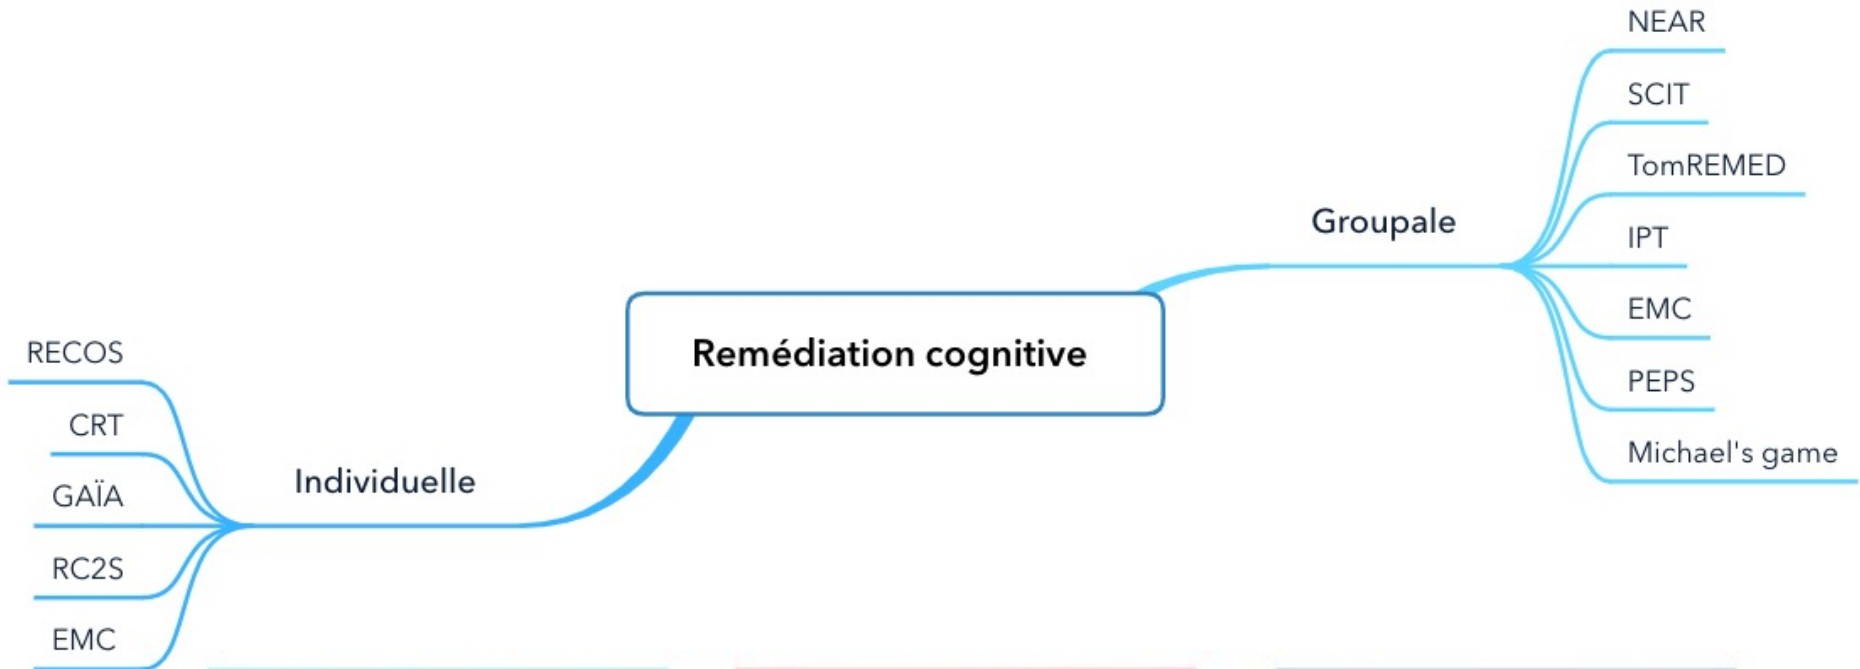 Remédiation cognitive
Groupale
NEAR
SCIT
TomREMED
IPT
EMC
PEPS
Michael's game
Individuelle
RECOS
CRT
GAÏA
RC2S
EMC